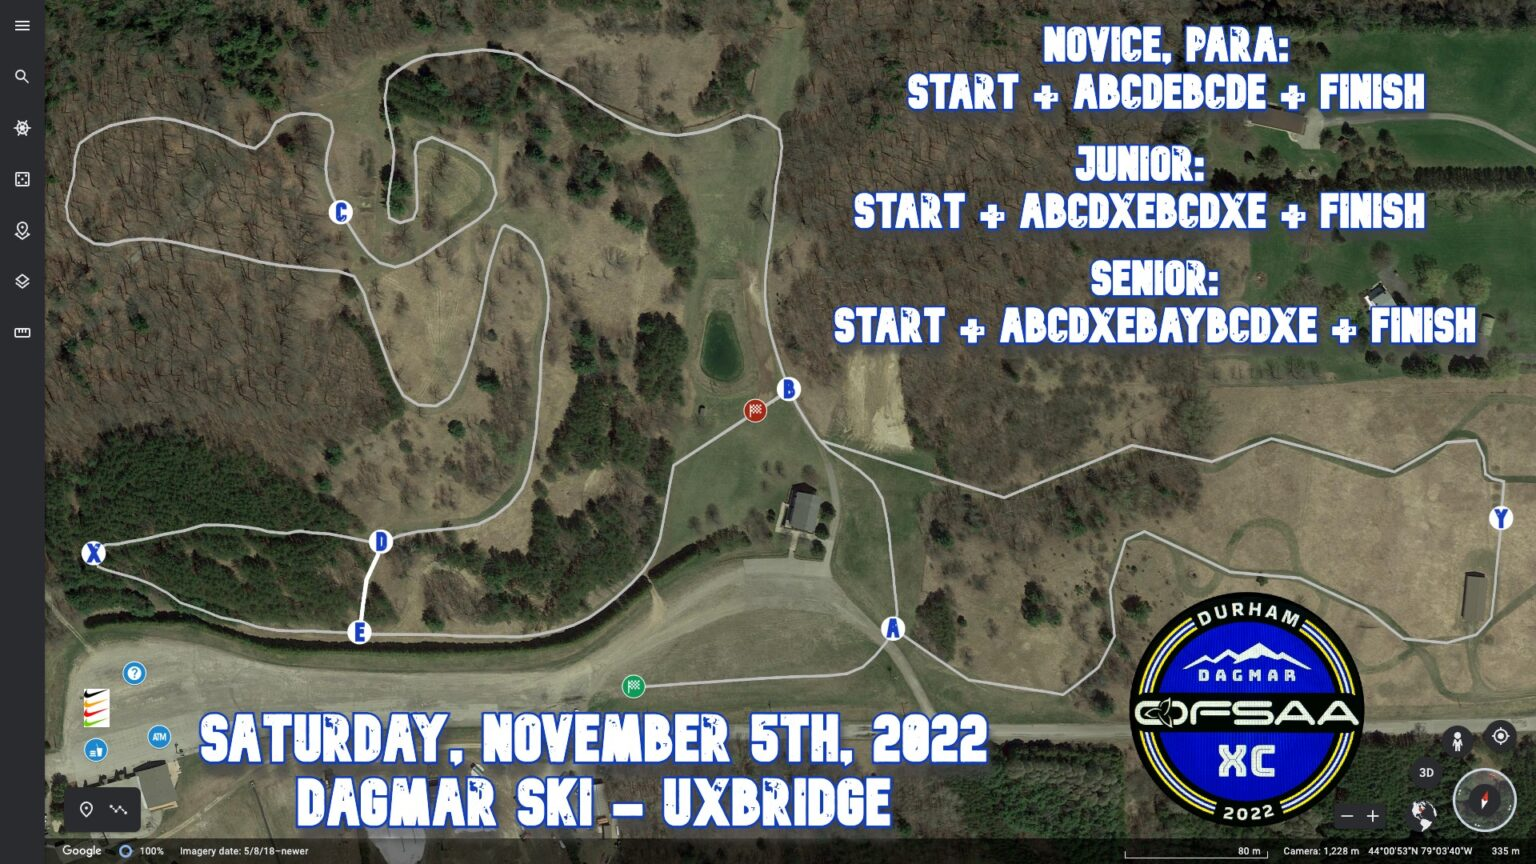 NOVICE, PARA:
START + ABCDEBCDE + FINISH
JUNIOR:
START + ABCDXEBCDXE + FINISH
SENIOR:
START + ABCDXEBAYBCDXE + FINISH
C
B
Y
X
D
E
A
?
ATM
SATURDAY, NOVEMBER 5TH, 2022
DAGMAR SKI - UXBRIDGE
DURHAM
DAGMAR
OFSAA
XC
2022
3D
Google
100%
Imagery date: 5/8/18-newer
80 m
Camera: 1,228 m 44°00'53"N 79°03'40"W 335 m